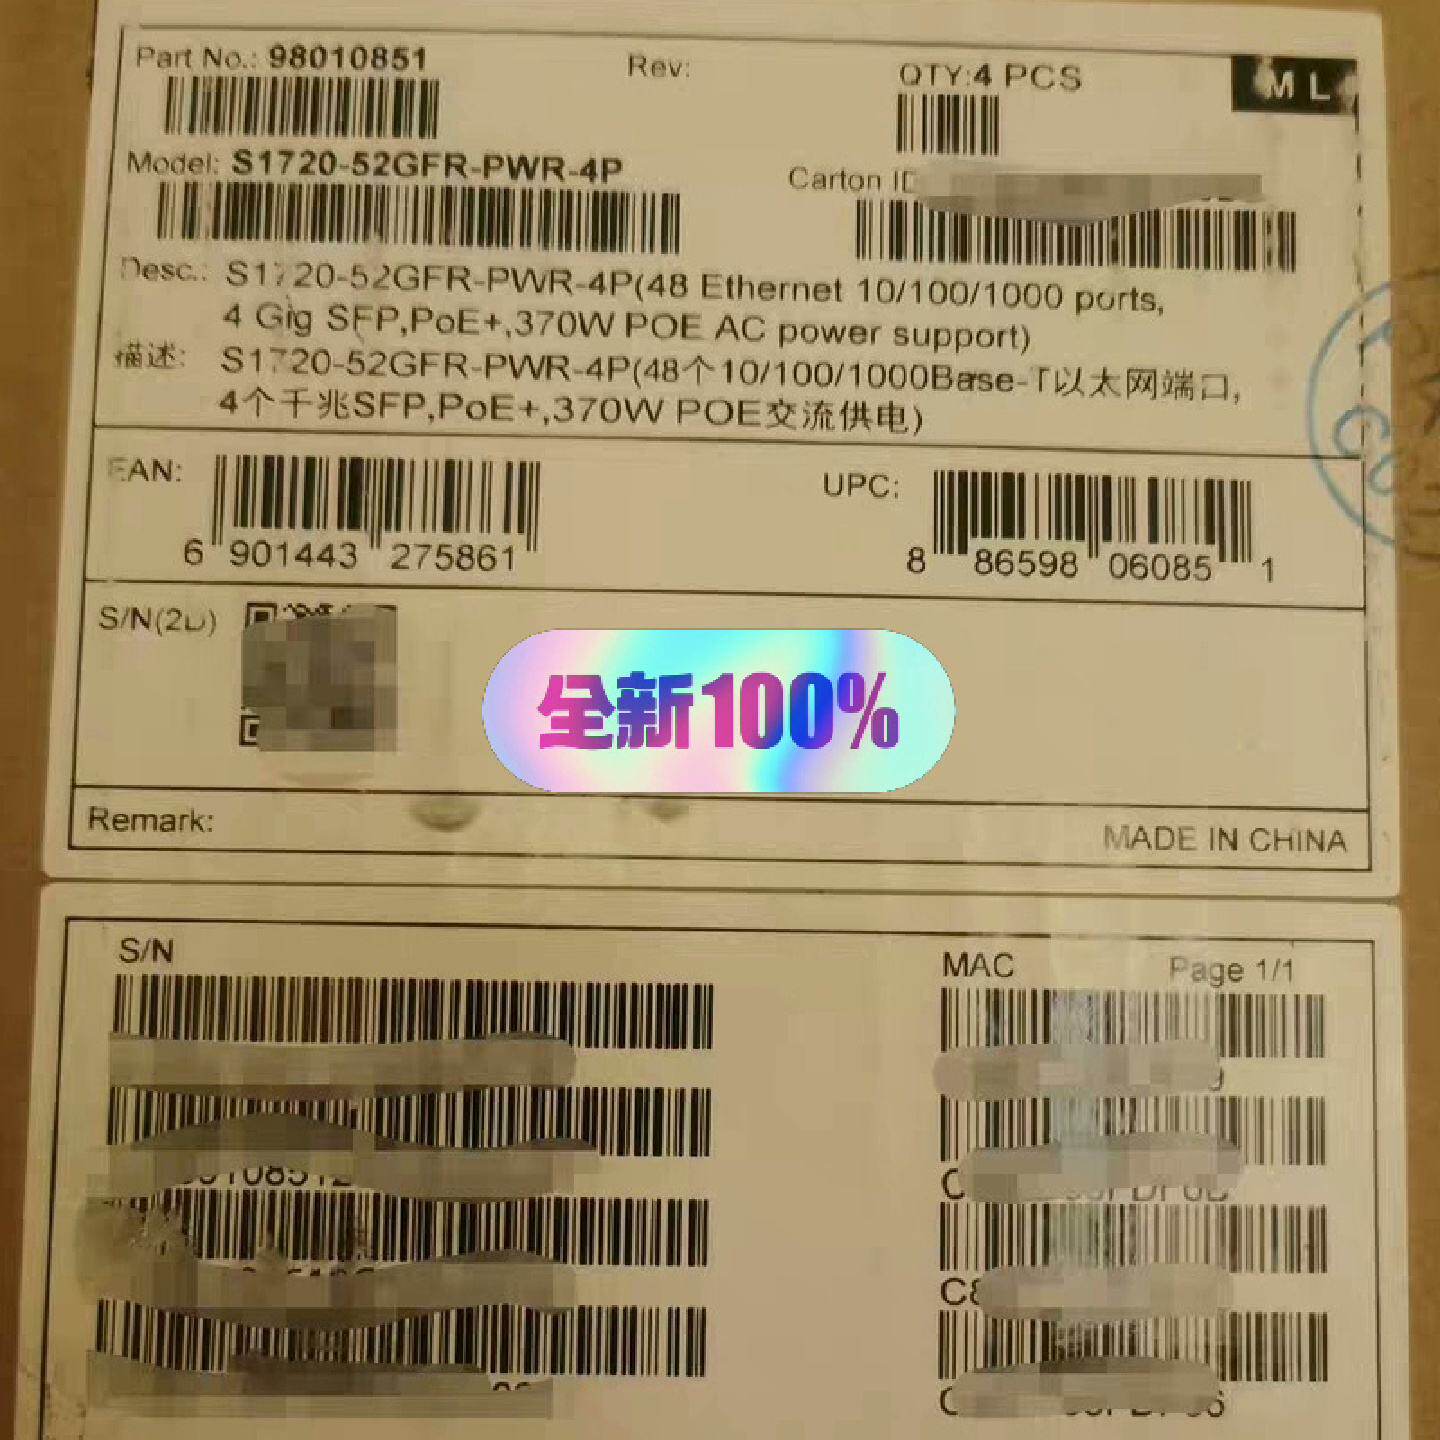 Part No.: 98010851
Rev:
QTY:4 PCS
M L
Model: S1720-52GFR-PWR-4P
Carton ID
Desc.: S1720-52GFR-PWR-4P(48 Ethernet 10/100/1000 ports,
4 Gig SFP,PoE+,370W POE AC power support)
描述: S1720-52GFR-PWR-4P(48个10/100/1000Base-T以太网端口,
4个千兆SFP,PoE+,370W POE交流供电)
EAN:
6 901443 275861
UPC:
8 86598 06085 1
S/N(2D)
全新100%
Remark:
MADE IN CHINA
S/N
MAC
Page 1/1